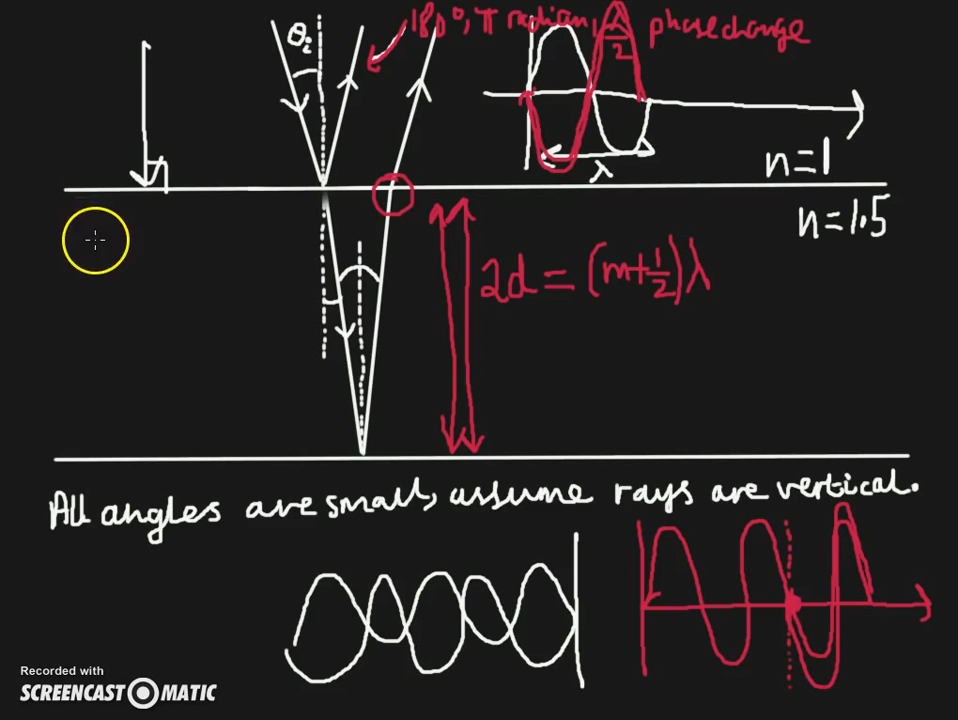 180°, π radian, λ/2 phase change
θi
λ
n=1
n=1.5
2d = (m+1/2)λ
All angles are small, assume rays are vertical.
Recorded with
SCREENCAST-O-MATIC